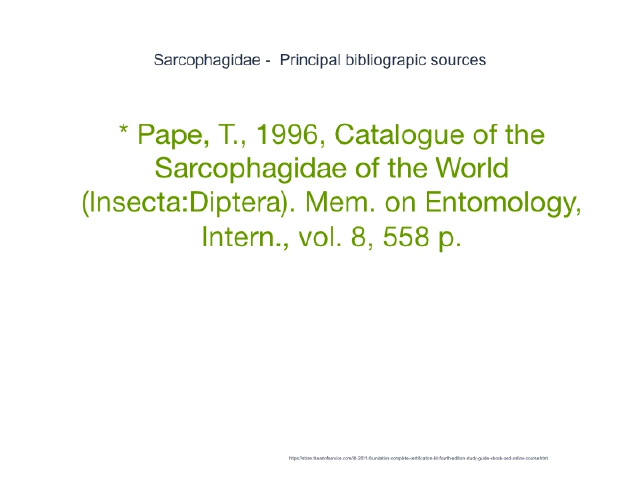 Sarcophagidae -  Principal bibliograpic sources
* Pape, T., 1996, Catalogue of the
Sarcophagidae of the World
(Insecta:Diptera). Mem. on Entomology,
Intern., vol. 8, 558 p.